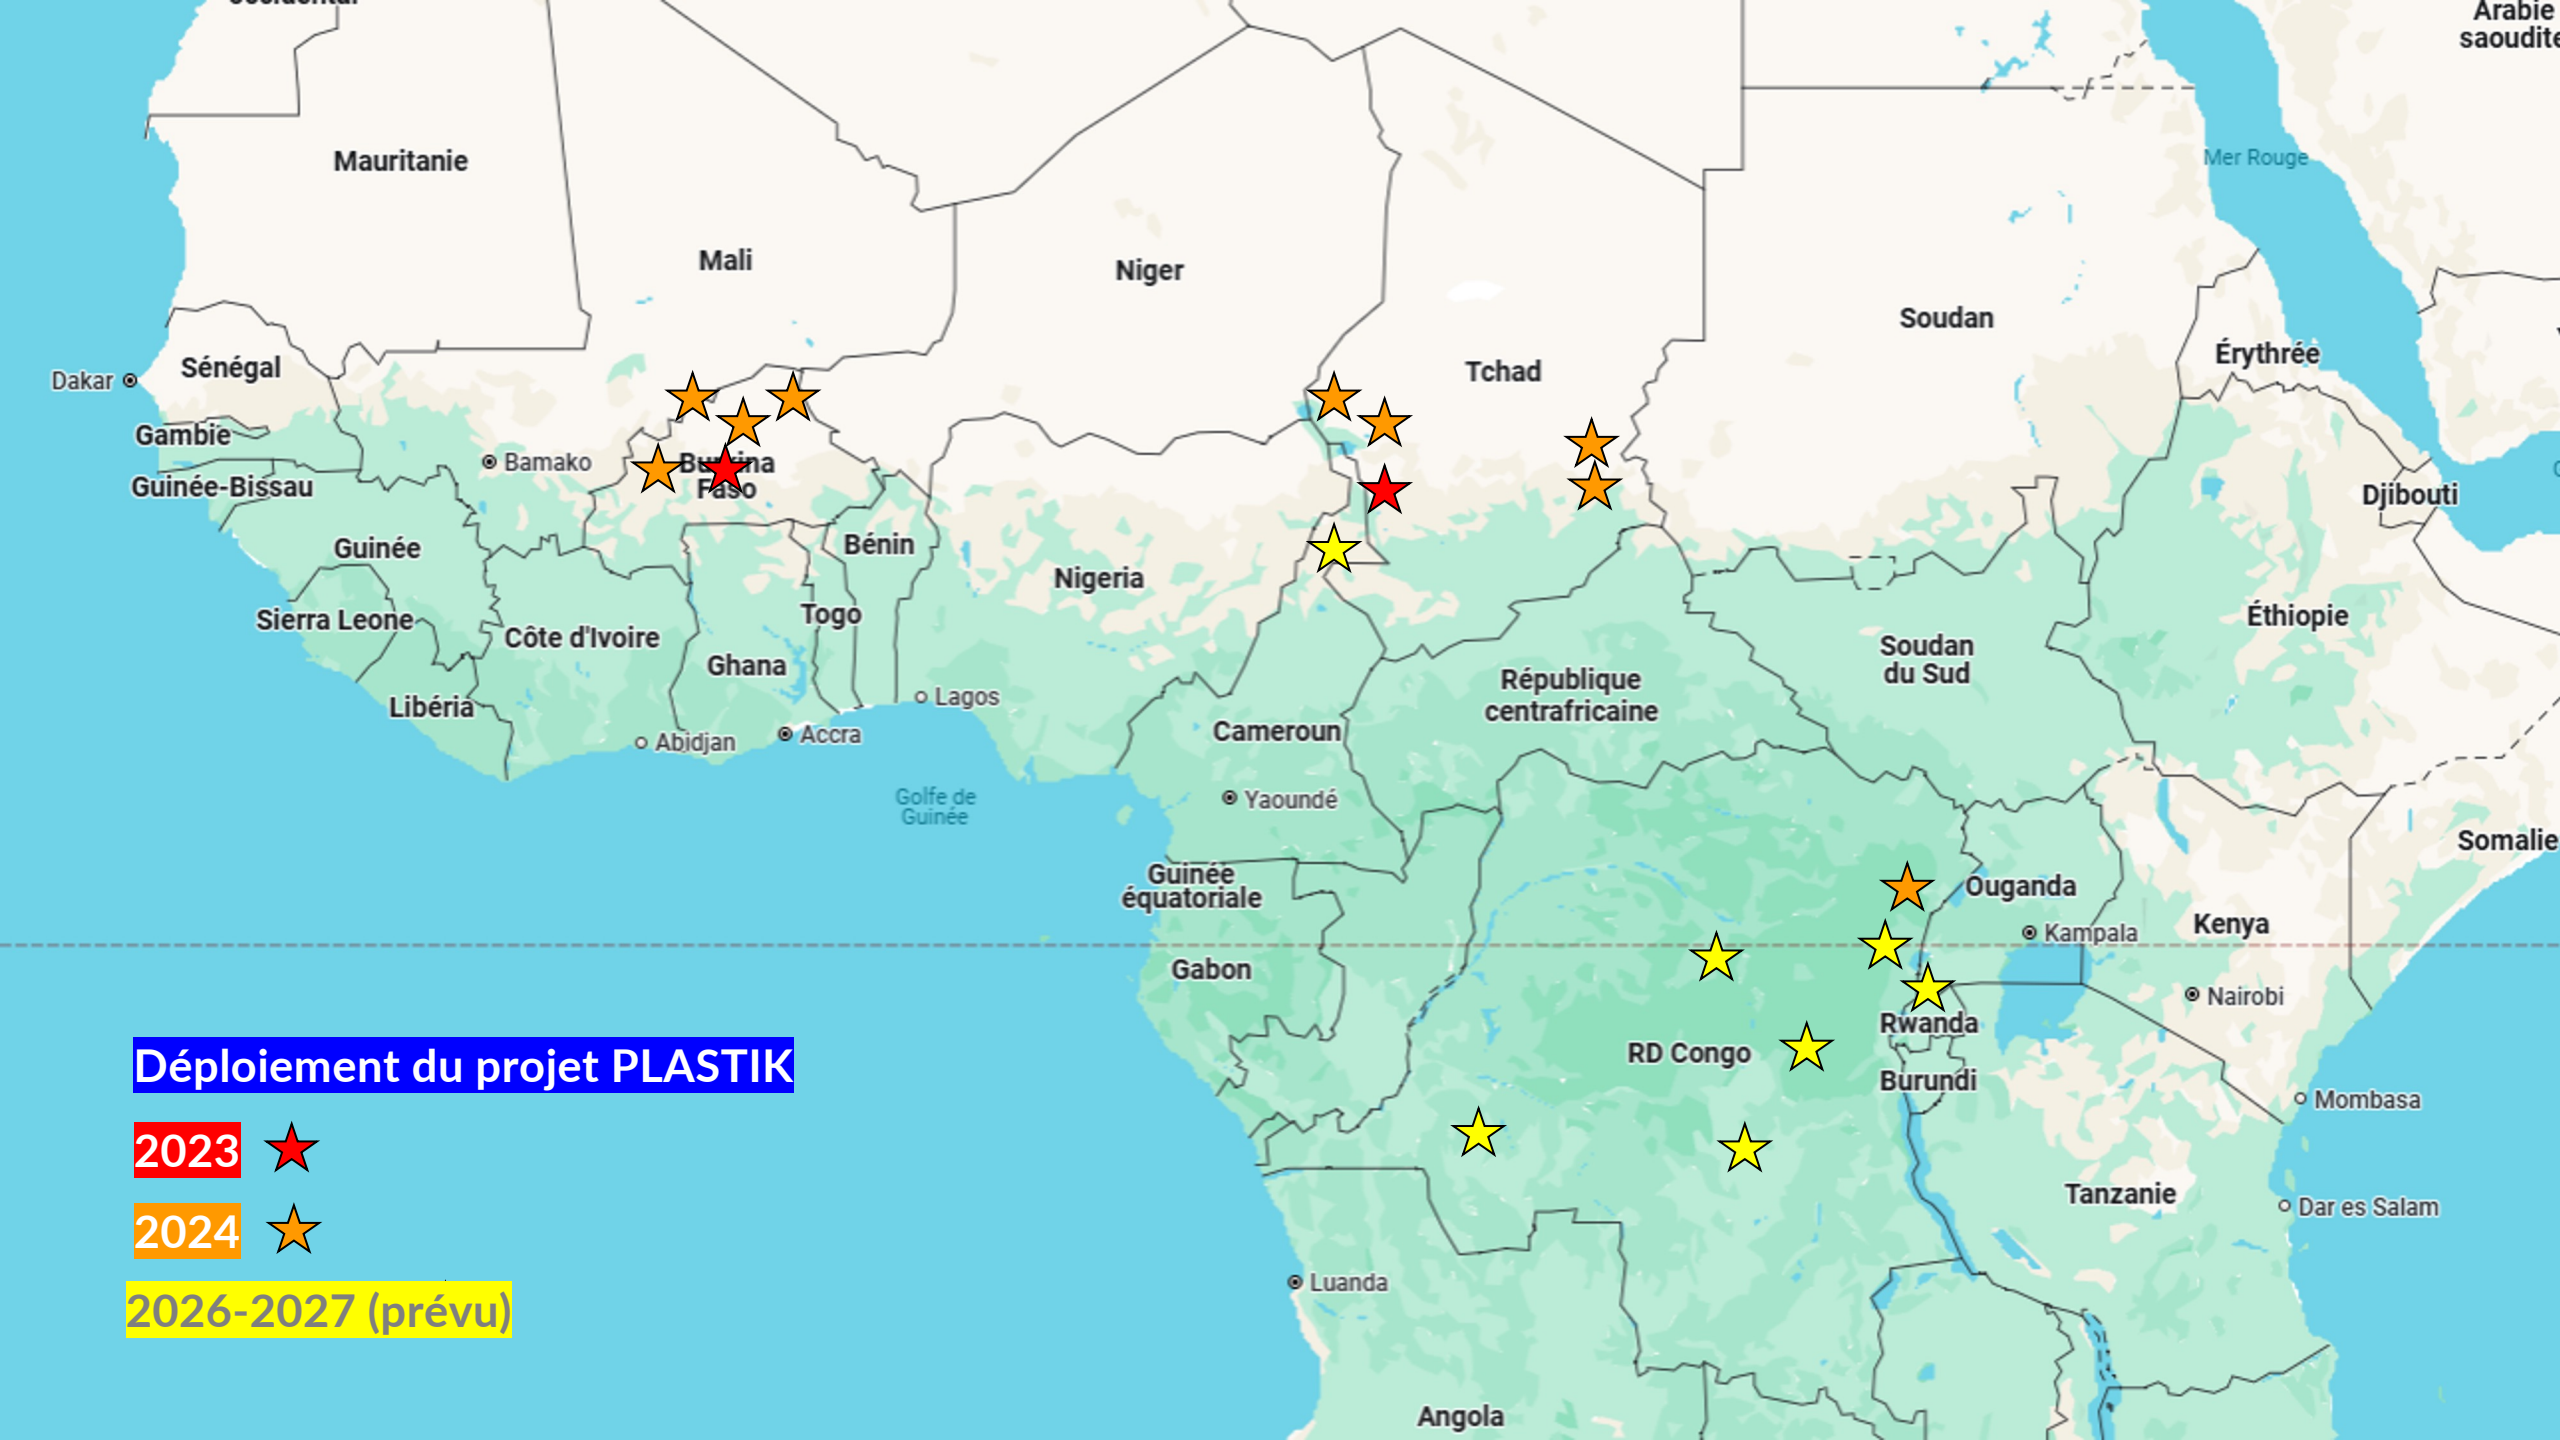 Occidental
Arabie
saoudite
Mauritanie
Mer Rouge
Mali
Niger
Soudan
Tchad
Érythrée
Sénégal
Dakar
Gambie
Bamako
Burkina
Faso
Guinée-Bissau
Djibouti
Guinée
Bénin
Nigeria
Togo
Éthiopie
Sierra Leone
Côte d'Ivoire
Ghana
Soudan
du Sud
République
centrafricaine
Libéria
Lagos
Cameroun
Abidjan
Accra
Yaoundé
Golfe de
Guinée
Somalie
Guinée
équatoriale
Ouganda
Kampala
Kenya
Gabon
Nairobi
Rwanda
RD Congo
Burundi
Déploiement du projet PLASTIK
Mombasa
2023
Tanzanie
Dar es Salam
2024
Luanda
2026-2027 (prévu)
Angola